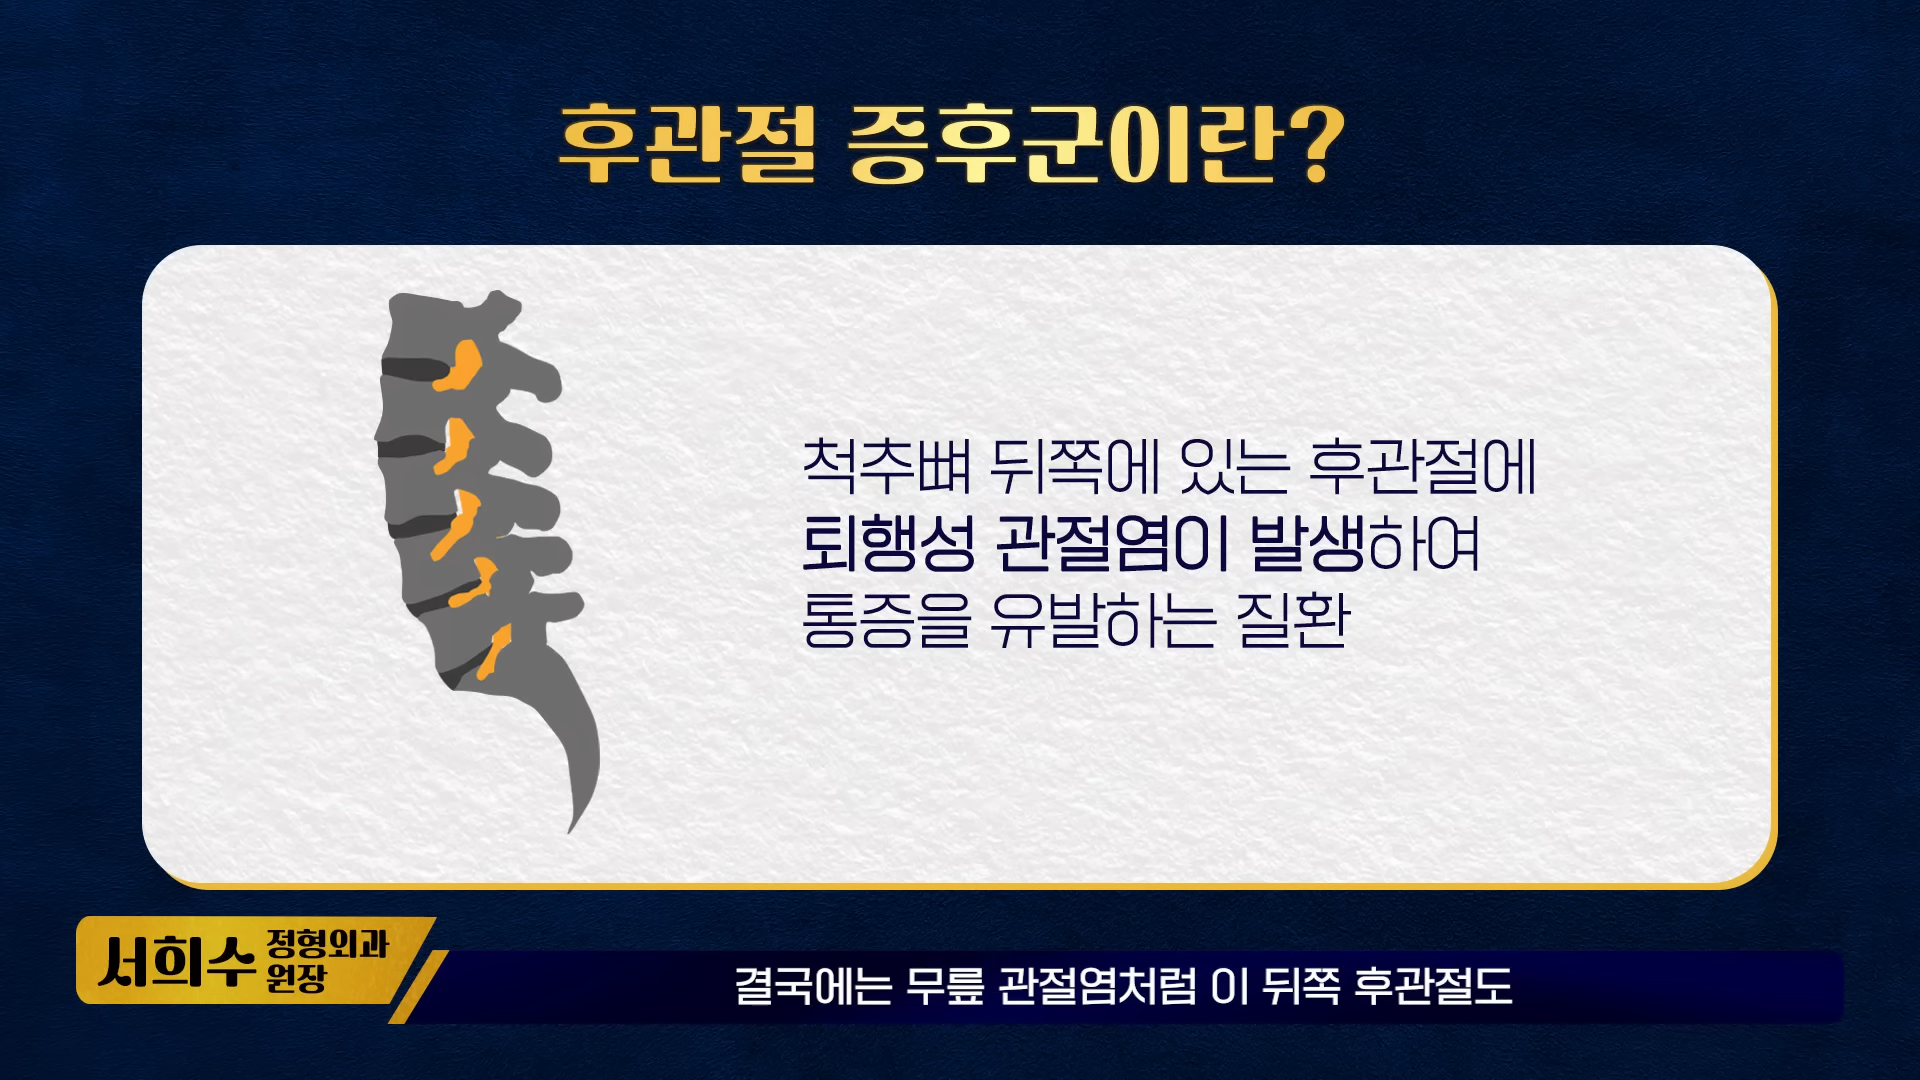 후관절 증후군이란?
척추뼈 뒤쪽에 있는 후관절에
퇴행성 관절염이 발생하여
통증을 유발하는 질환
서희수 정형외과
원장
결국에는 무릎 관절염처럼 이 뒤쪽 후관절도